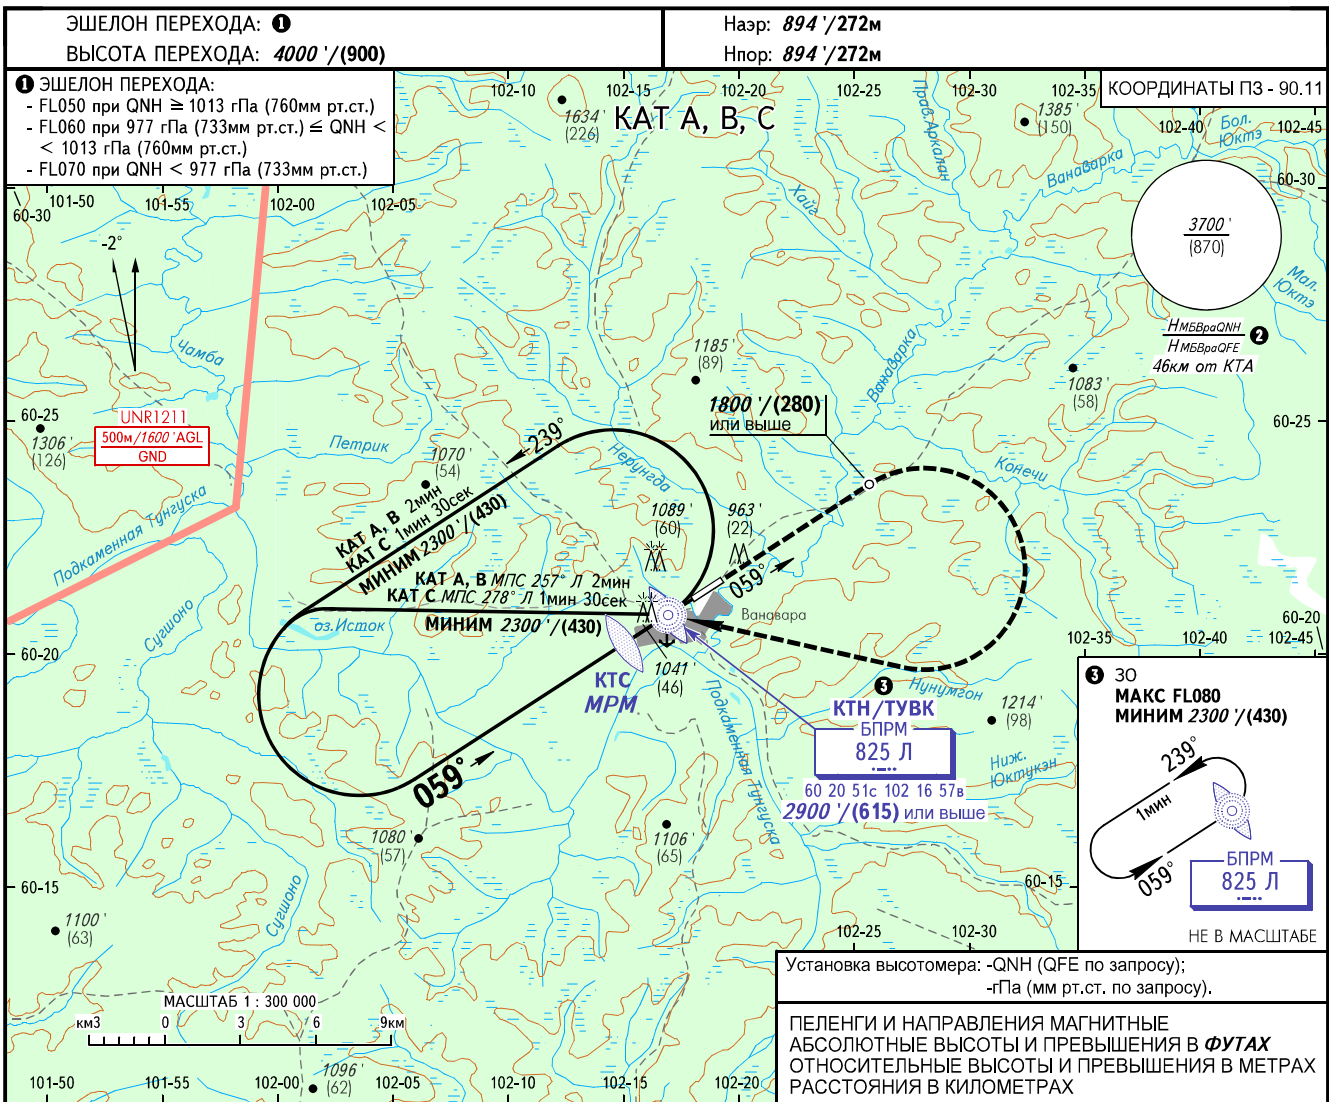 ЭШЕЛОН ПЕРЕХОДА: ❶
ВЫСОТА ПЕРЕХОДА: 4000 '/(900)
Наэр: 894 '/272м
Нпор: 894 '/272м
❶ ЭШЕЛОН ПЕРЕХОДА:
- FL050 при QNH ≧ 1013 гПа (760мм рт.ст.)
- FL060 при 977 гПа (733мм рт.ст.) ≦ QNH <
< 1013 гПа (760мм рт.ст.)
- FL070 при QNH < 977 гПа (733мм рт.ст.)
КООРДИНАТЫ ПЗ - 90.11
102-10
102-15
102-20
102-25
102-30
102-35
102-40
102-45
КАТ A, B, C
1634 '
(226)
1385 '
(150)
Прав.Аркалан
Бол.
Юктэ
Ванаварка
Хайг
60-30
101-50
101-55
102-00
102-05
60-30
-2°
3700 '
(870)
Мал.
Юктэ
НМБВраQNH
НМБВраQFE
❷
46км от КТА
Чамба
1185 '
(89)
Ванаварка
1083 '
(58)
1800 '/(280)
или выше
60-25
60-25
UNR1211
500м/1600 'AGL
GND
1306 '
(126)
Петрик
1070 '
(54)
239°
Нерунгда
Конечи
Подкаменная Тунгуска
КАТ A, B 2мин
КАТ C 1мин 30сек
МИНИМ 2300 '/(430)
1089 '
(60)
963 '
(22)
059°
КАТ A, B МПС 257° Л 2мин
КАТ C МПС 278° Л 1мин 30сек
МИНИМ 2300 '/(430)
оз.Исток
Сугшоно
Ванавара
60-20
60-20
102-35
102-40
102-45
1041 '
(46)
КТС
MPM
Подкаменная Тунгуска
❸
КТН/ТУВК
БПРМ
825 Л
60 20 51с 102 16 57в
2900 '/(615) или выше
Нунумгон
1214 '
(98)
Ниж.
Юктукэн
❸ ЗО
МАКС FL080
МИНИМ 2300 '/(430)
239°
1мин
059°
БПРМ
825 Л
НЕ В МАСШТАБЕ
059°
1080 '
(57)
1106 '
(65)
60-15
60-15
1100 '
(63)
Сугшоно
102-25
102-30
Установка высотомера: -QNH (QFE по запросу);
-гПа (мм рт.ст. по запросу).
МАСШТАБ 1 : 300 000
км3 0 3 6 9км
ПЕЛЕНГИ И НАПРАВЛЕНИЯ МАГНИТНЫЕ
АБСОЛЮТНЫЕ ВЫСОТЫ И ПРЕВЫШЕНИЯ В ФУТАХ
ОТНОСИТЕЛЬНЫЕ ВЫСОТЫ И ПРЕВЫШЕНИЯ В МЕТРАХ
РАССТОЯНИЯ В КИЛОМЕТРАХ
1096 '
(62)
101-50
101-55
102-00
102-05
102-10
102-15
102-20